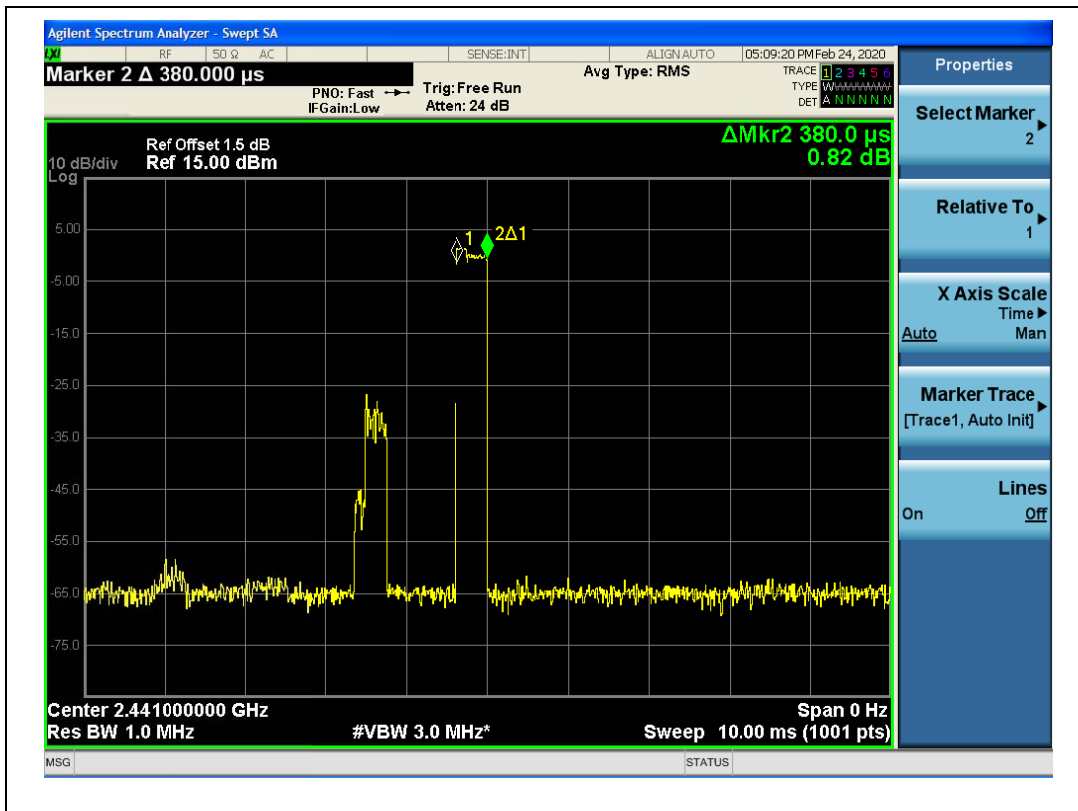 Agilent Spectrum Analyzer - Swept SA
LXI RF 50 Ω AC SENSE:INT ALIGN AUTO 05:09:20 PM Feb 24, 2020
Marker 2 Δ 380.000 µs
Avg Type: RMS
TRACE 1 2 3 4 5 6
PNO: Fast
Trig: Free Run
TYPE W
IFGain:Low
Atten: 24 dB
DET A N N N N N
ΔMkr2 380.0 µs
0.82 dB
Ref Offset 1.5 dB
10 dB/div Ref 15.00 dBm
Log
1 2Δ1
5.00
-5.00
-15.0
-25.0
-35.0
-45.0
-55.0
-65.0
-75.0
Center 2.441000000 GHz Span 0 Hz
Res BW 1.0 MHz #VBW 3.0 MHz* Sweep 10.00 ms (1001 pts)
MSG STATUS
Properties
Select Marker
2
Relative To
1
X Axis Scale
Time
Auto Man
Marker Trace
[Trace1, Auto Init]
Lines
On Off